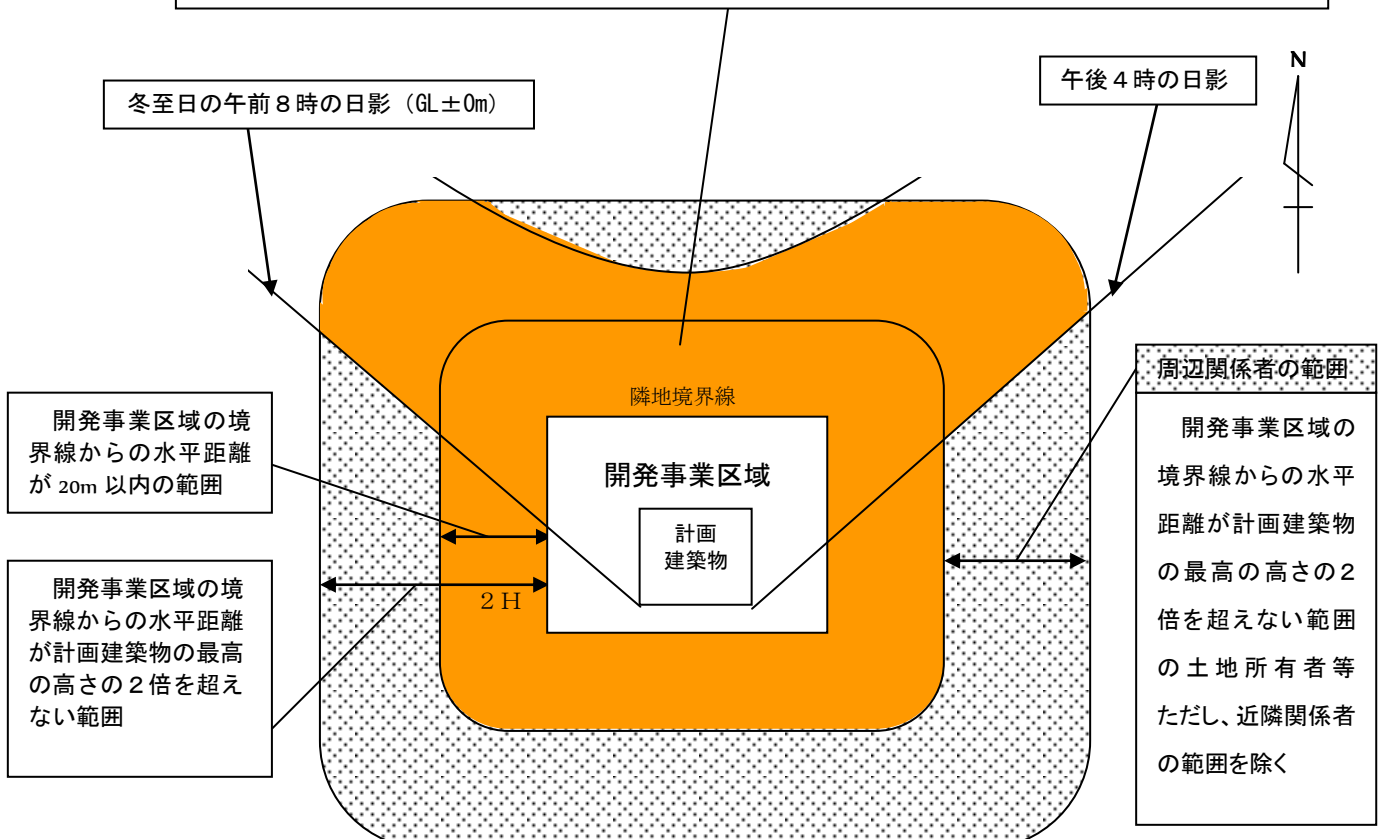 N
午後４時の日影
冬至日の午前８時の日影（GL±0m）
周辺関係者の範囲
開発事業区域の
境界線からの水平
距離が計画建築物
の最高の高さの２
倍を超えない範囲
の土地所有者等
ただし、近隣関係者
の範囲を除く
隣地境界線
開発事業区域
計画
建築物
開発事業区域の境
界線からの水平距離
が 20m 以内の範囲
２Ｈ
開発事業区域の境
界線からの水平距離
が計画建築物の最高
の高さの２倍を超え
ない範囲